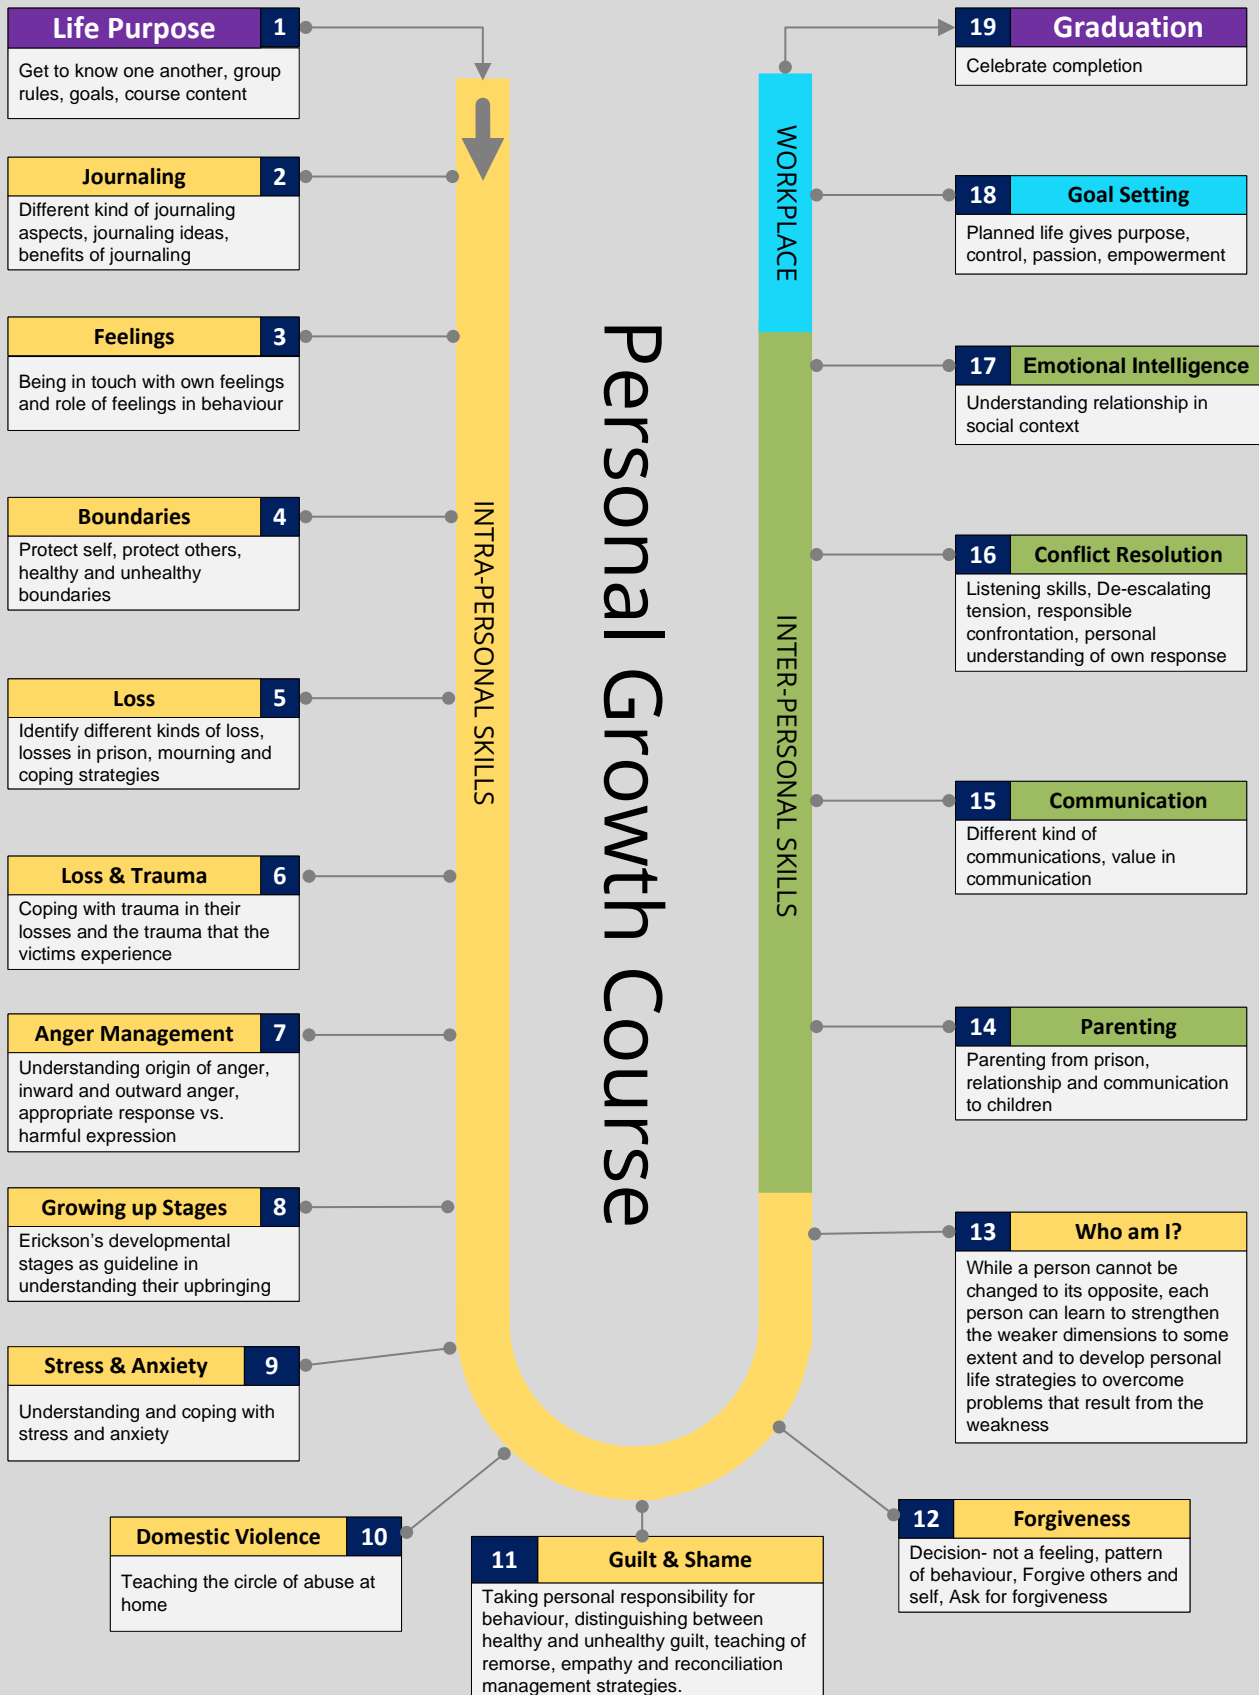 Life Purpose 1
Get to know one another, group
rules, goals, course content
Journaling 2
Different kind of journaling
aspects, journaling ideas,
benefits of journaling
Feelings 3
Being in touch with own feelings
and role of feelings in behaviour
Boundaries 4
Protect self, protect others,
healthy and unhealthy
boundaries
Loss 5
Identify different kinds of loss,
losses in prison, mourning and
coping strategies
Loss & Trauma 6
Coping with trauma in their
losses and the trauma that the
victims experience
Anger Management 7
Understanding origin of anger,
inward and outward anger,
appropriate response vs.
harmful expression
Growing up Stages 8
Erickson’s developmental
stages as guideline in
understanding their upbringing
Stress & Anxiety 9
Understanding and coping with
stress and anxiety
Domestic Violence 10
Teaching the circle of abuse at
home
INTRA-PERSONAL SKILLS
Personal Growth Course
WORKPLACE
INTER-PERSONAL SKILLS
11 Guilt & Shame
Taking personal responsibility for
behaviour, distinguishing between
healthy and unhealthy guilt, teaching of
remorse, empathy and reconciliation
management strategies.
12 Forgiveness
Decision- not a feeling, pattern
of behaviour, Forgive others and
self, Ask for forgiveness
13 Who am I?
While a person cannot be
changed to its opposite, each
person can learn to strengthen
the weaker dimensions to some
extent and to develop personal
life strategies to overcome
problems that result from the
weakness
14 Parenting
Parenting from prison,
relationship and communication
to children
15 Communication
Different kind of
communications, value in
communication
16 Conflict Resolution
Listening skills, De-escalating
tension, responsible
confrontation, personal
understanding of own response
17 Emotional Intelligence
Understanding relationship in
social context
18 Goal Setting
Planned life gives purpose,
control, passion, empowerment
19 Graduation
Celebrate completion